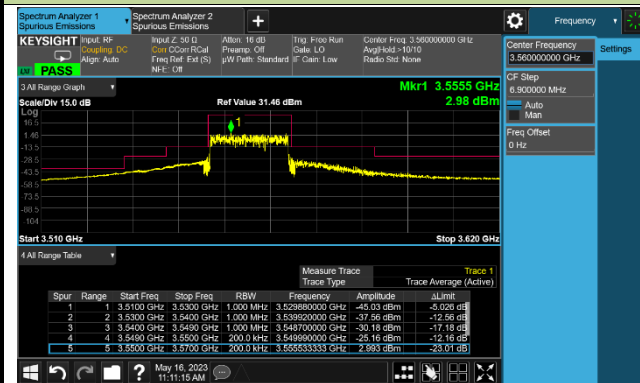 Spectrum Analyzer 1
Spurious Emissions
Spectrum Analyzer 2
Spurious Emissions
+
Frequency
KEYSIGHT
Input: RF
Coupling: DC
Align: Auto
Input Z: 50 Ω
Corr CCorr RCal
Freq Ref: Ext (S)
NFE: Off
Atten: 16 dB
Preamp: Off
µW Path: Standard
Trig: Free Run
Gate: LO
IF Gain: Low
Center Freq: 3.560000000 GHz
Avg|Hold:>10/10
Radio Std: None
PASS
Center Frequency
3.560000000 GHz
Settings
CF Step
6.900000 MHz
Auto
Man
Freq Offset
0 Hz
3 All Range Graph
Mkr1 3.5555 GHz
Scale/Div 15.0 dB
Ref Value 31.46 dBm
2.98 dBm
Log
16.5
1.46
-13.5
-28.5
-43.5
-58.5
-73.5
-88.5
-104
1
Start 3.510 GHz
Stop 3.620 GHz
4 All Range Table
Measure Trace Trace 1
Trace Type Trace Average (Active)
Spur Range Start Freq Stop Freq RBW Frequency Amplitude ΔLimit
1 1 3.5100 GHz 3.5300 GHz 1.000 MHz 3.529880000 GHz -45.03 dBm -5.026 dB
2 2 3.5300 GHz 3.5400 GHz 1.000 MHz 3.539920000 GHz -37.56 dBm -12.56 dB
3 3 3.5400 GHz 3.5490 GHz 1.000 MHz 3.548700000 GHz -30.18 dBm -17.18 dB
4 4 3.5490 GHz 3.5500 GHz 200.0 kHz 3.549990000 GHz -25.16 dBm -12.16 dB
5 5 3.5500 GHz 3.5700 GHz 200.0 kHz 3.555533333 GHz 2.993 dBm -23.01 dB
?
May 16, 2023
11:11:15 AM